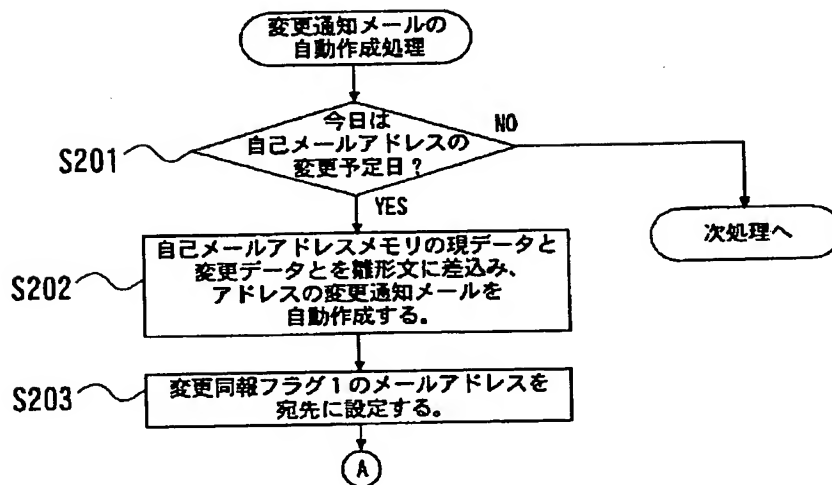 変更通知メールの
自動作成処理
今日は
自己メールアドレスの
変更予定日？
NO
S201
YES
次処理へ
自己メールアドレスメモリの現データと
変更データとを雛形文に差込み、
アドレスの変更通知メールを
自動作成する。
S202
変更同報フラグ1のメールアドレスを
宛先に設定する。
S203
A